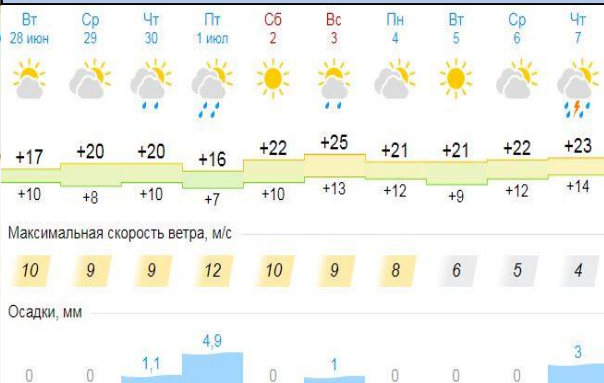 Вт Ср Чт Пт Сб Вс Пн Вт Ср Чт
28 июн 29 30 1 июл 2 3 4 5 6 7
+17 +20 +20 +16 +22 +25 +21 +21 +22 +23
+10 +8 +10 +7 +10 +13 +12 +9 +12 +14
Максимальная скорость ветра, м/с
10 9 9 12 10 9 8 6 5 4
Осадки, мм
0 0 1,1 4,9 0 1 0 0 0 3